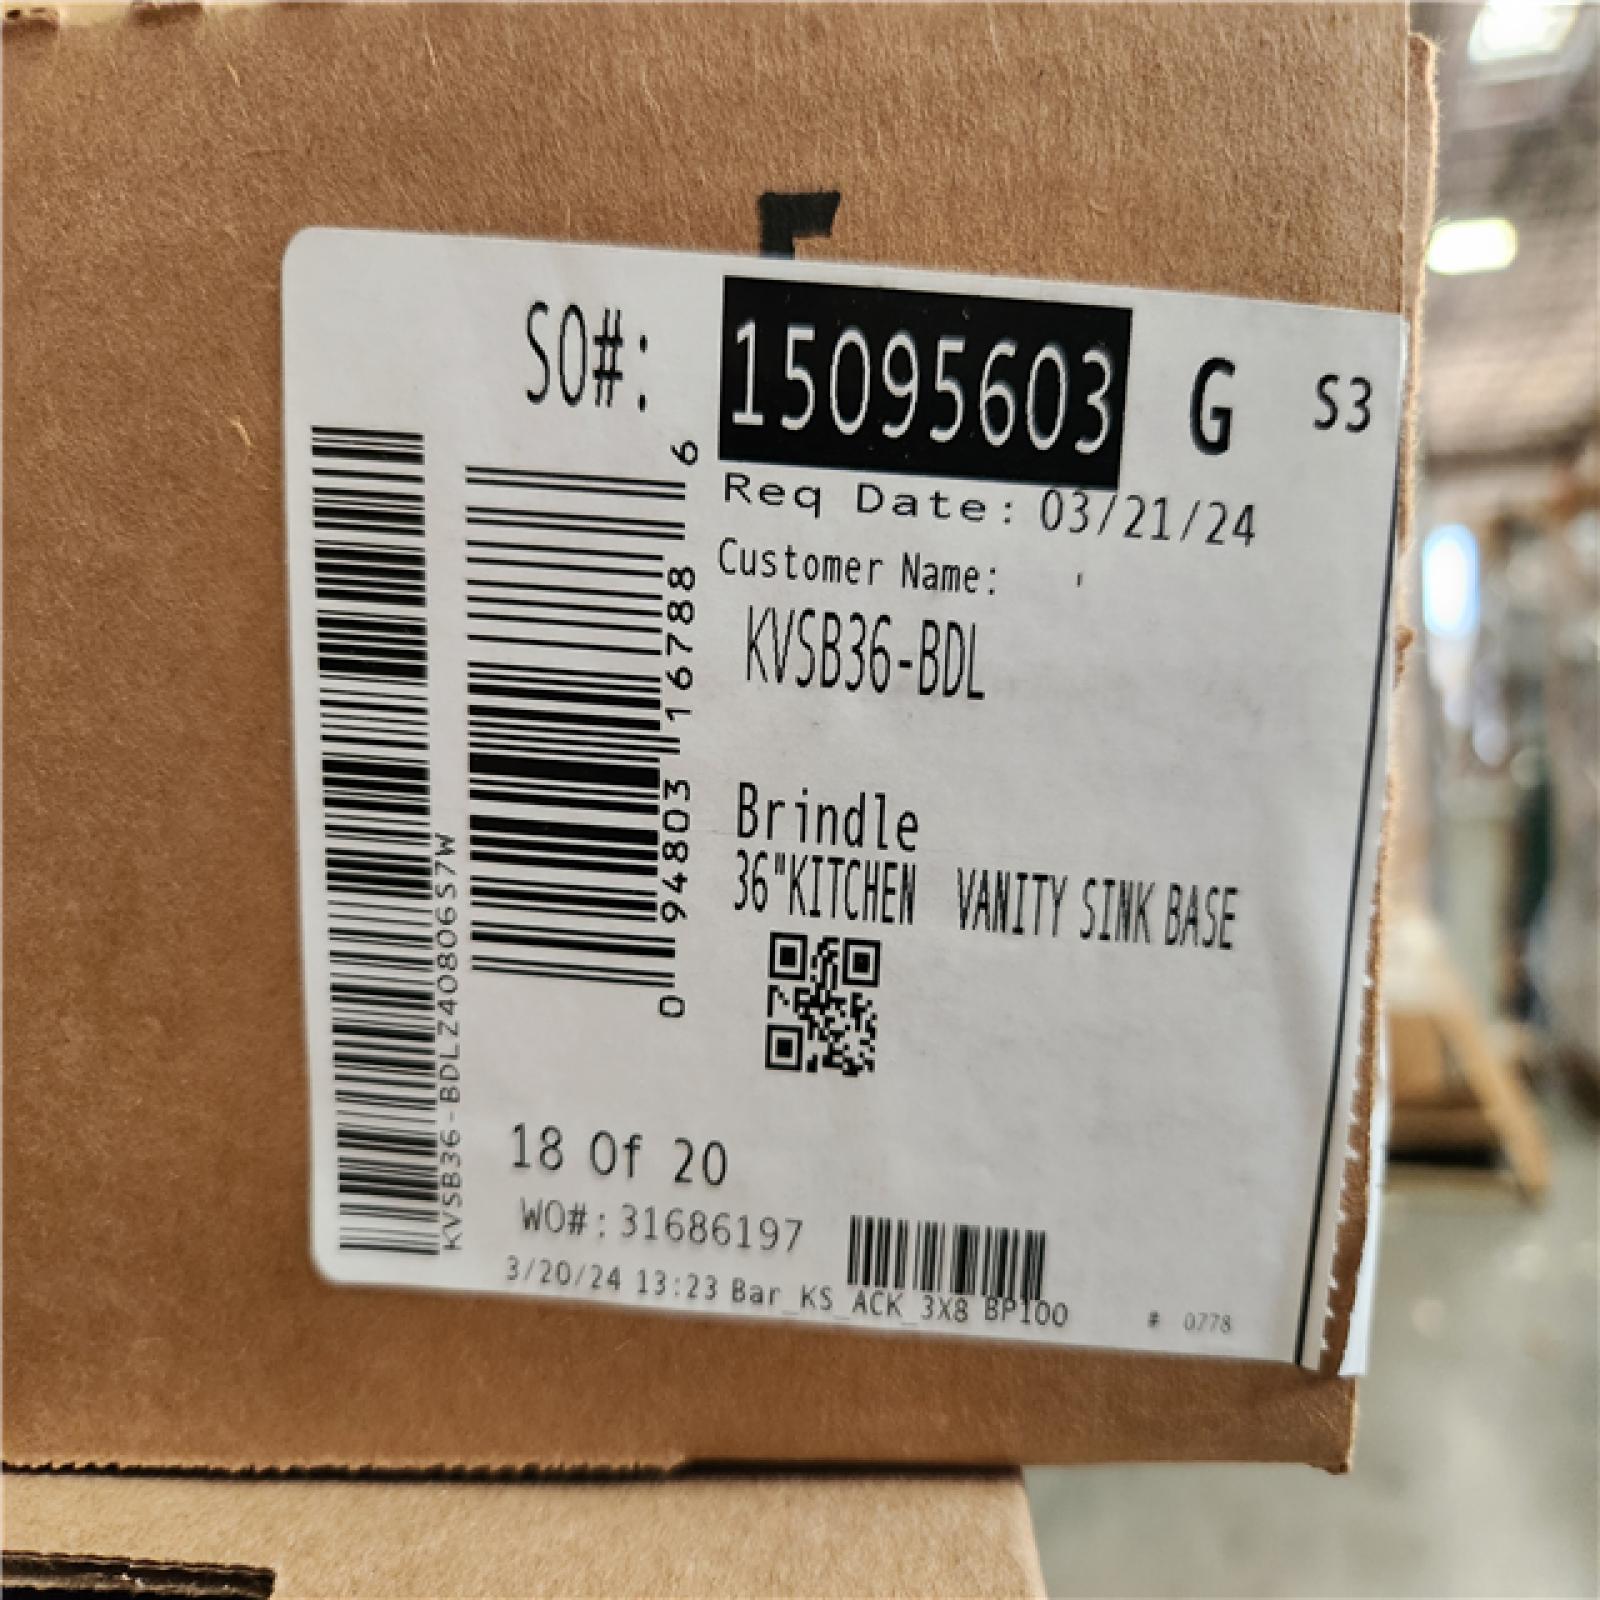 SO#: 15095603 G S3
Req Date: 03/21/24
Customer Name:
KVSB36-BDL
Brindle
36"KITCHEN VANITY SINK BASE
18 Of 20
WO#:31686197
3/20/24 13:23 Bar_KS_ACK_3X8 BP100 # 0778
0 94803 16788 6
KVSB36-BDLZ40806S7W